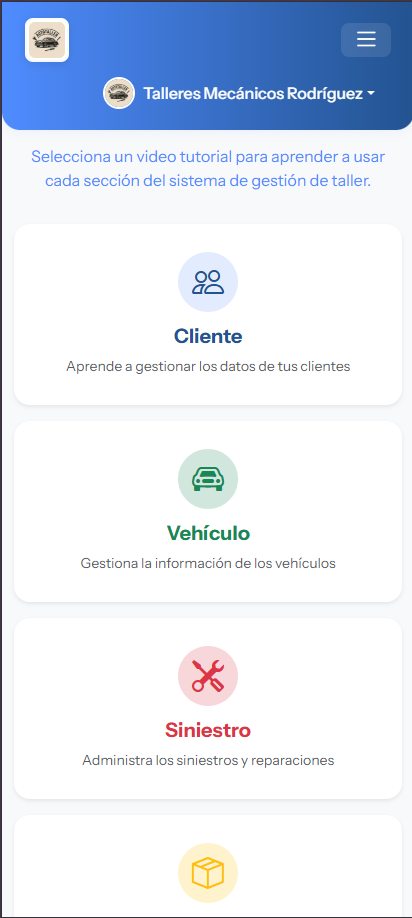 Talleres Mecánicos Rodríguez
Selecciona un video tutorial para aprender a usar
cada sección del sistema de gestión de taller.
Cliente
Aprende a gestionar los datos de tus clientes
Vehículo
Gestiona la información de los vehículos
Siniestro
Administra los siniestros y reparaciones